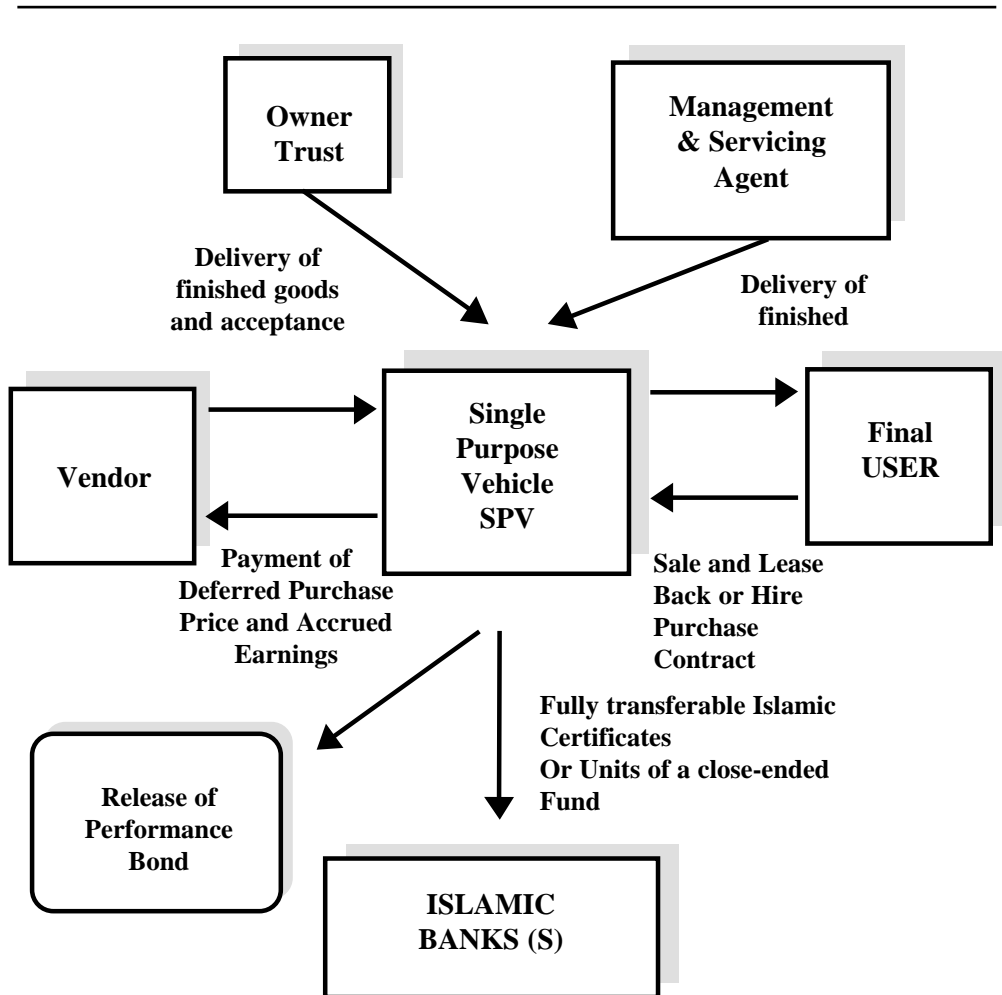 Owner
Trust
Management
& Servicing
Agent
Delivery of
finished goods
and acceptance
Delivery of
finished
Vendor
Single
Purpose
Vehicle
SPV
Final
USER
Payment of
Deferred Purchase
Price and Accrued
Earnings
Sale and Lease
Back or Hire
Purchase
Contract
Fully transferable Islamic
Certificates
Or Units of a close-ended
Fund
Release of
Performance
Bond
ISLAMIC
BANKS (S)